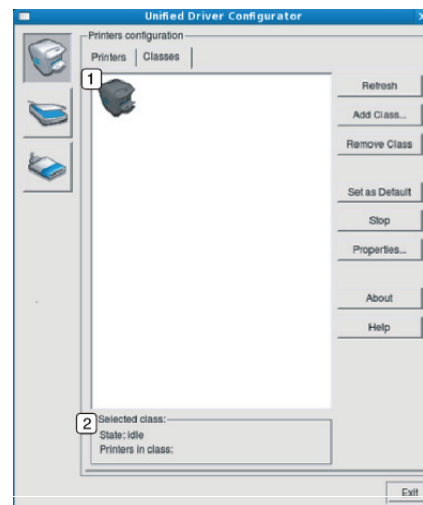 Unified Driver Configurator
Printers configuration
Printers Classes
1
Refresh
Add Class...
Remove Class
Set as Default
Stop
Properties...
About
Help
2 Selected class:
State: idle
Printers in class:
Exit